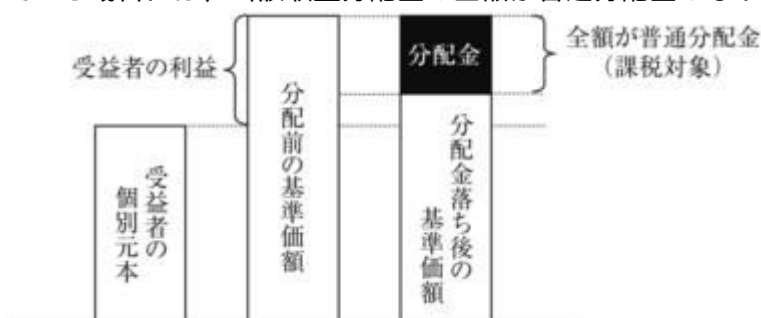 受益者の利益
分配金
全額が普通分配金
(課税対象)
受益者の
個別元本
分配前の基準価額
分配金落ち後の
基準価額